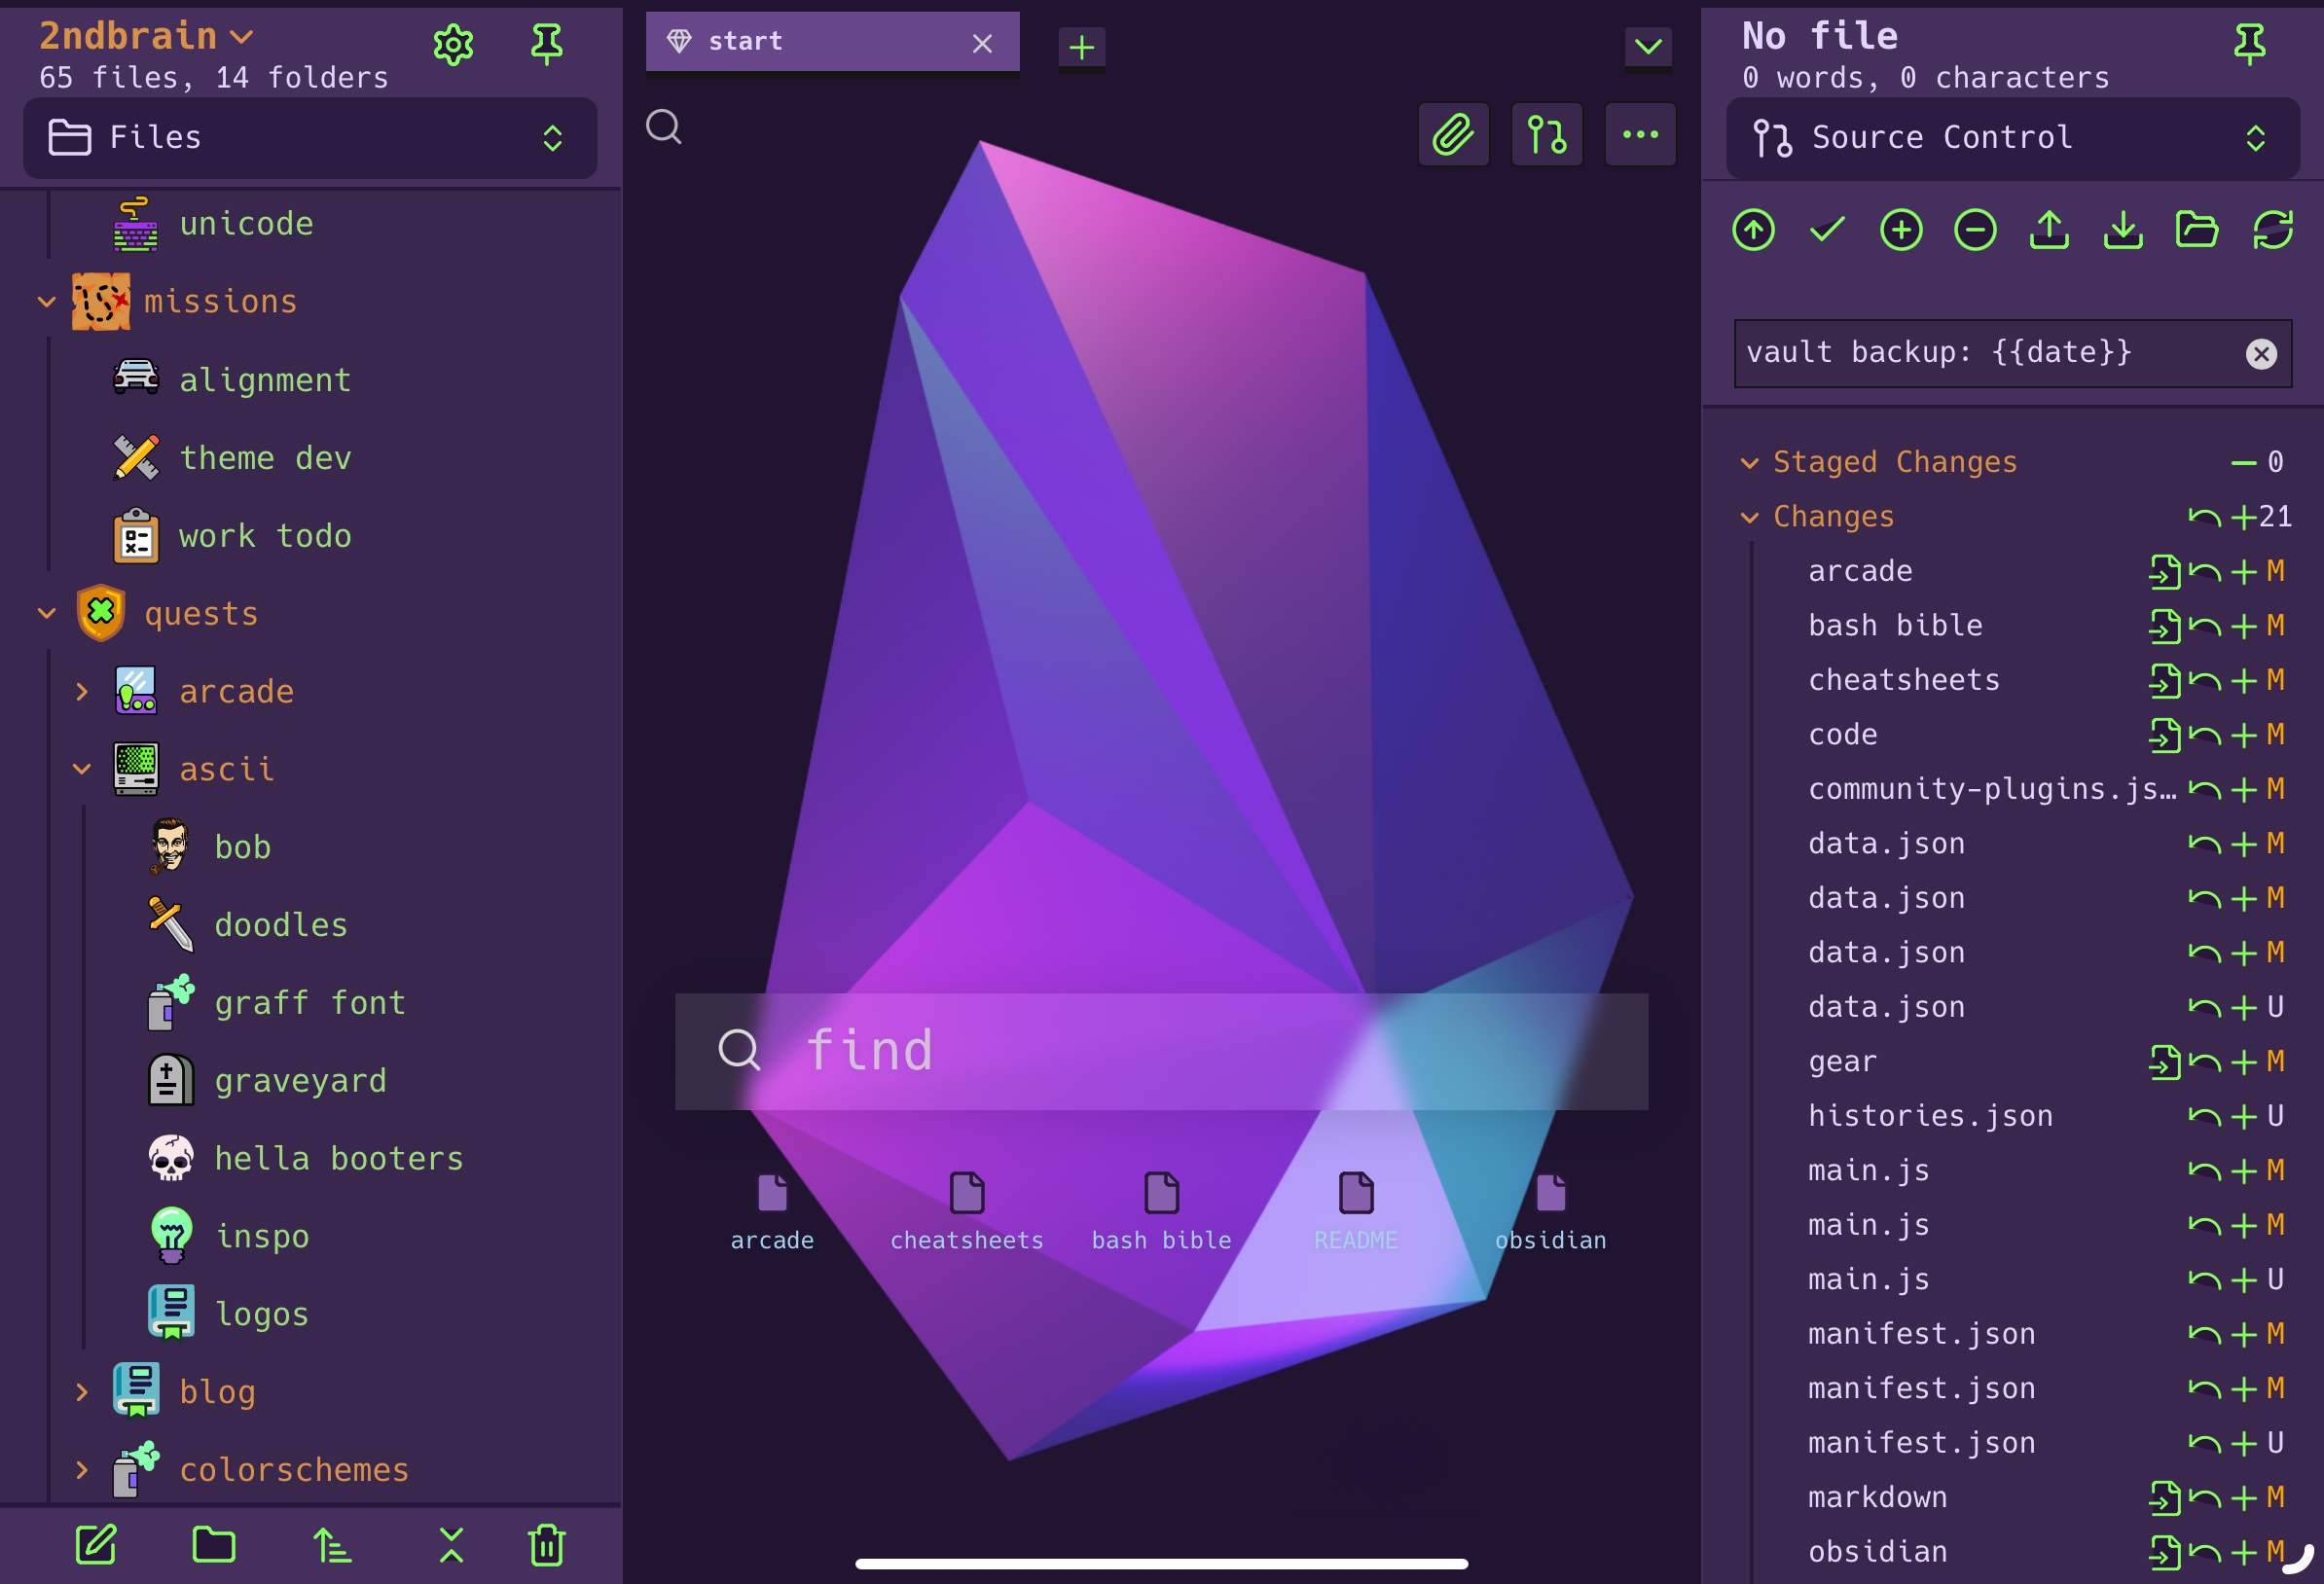 2ndbrain
65 files, 14 folders
Files
unicode
missions
alignment
theme dev
work todo
quests
arcade
ascii
bob
doodles
graff font
graveyard
hella booters
inspo
logos
blog
colorschemes
start
find
arcade
cheatsheets
bash bible
README
obsidian
No file
0 words, 0 characters
Source Control
vault backup: {{date}}
Staged Changes 0
Changes 21
arcade M
bash bible M
cheatsheets M
code M
community-plugins.js… M
data.json M
data.json M
data.json M
data.json U
gear M
histories.json U
main.js M
main.js M
main.js U
manifest.json M
manifest.json M
manifest.json U
markdown M
obsidian M